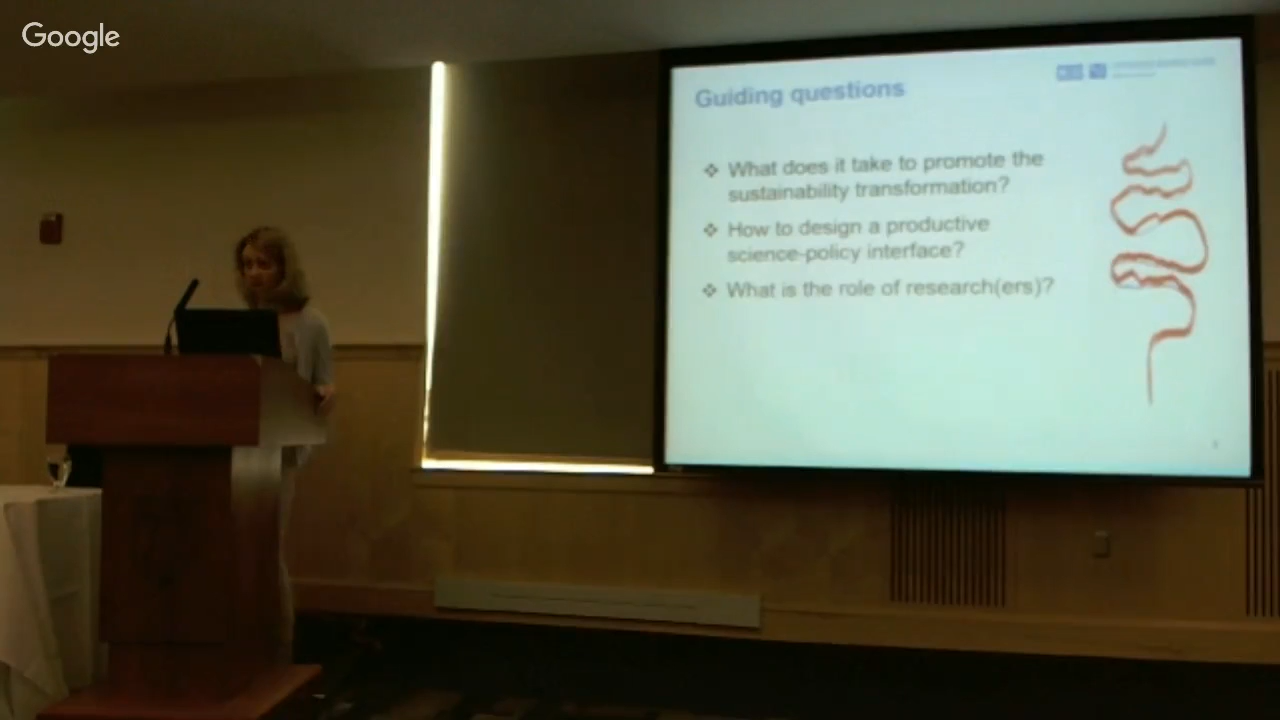 Google
Guiding questions
❖ What does it take to promote the
sustainability transformation?
❖ How to design a productive
science-policy interface?
❖ What is the role of research(ers)?